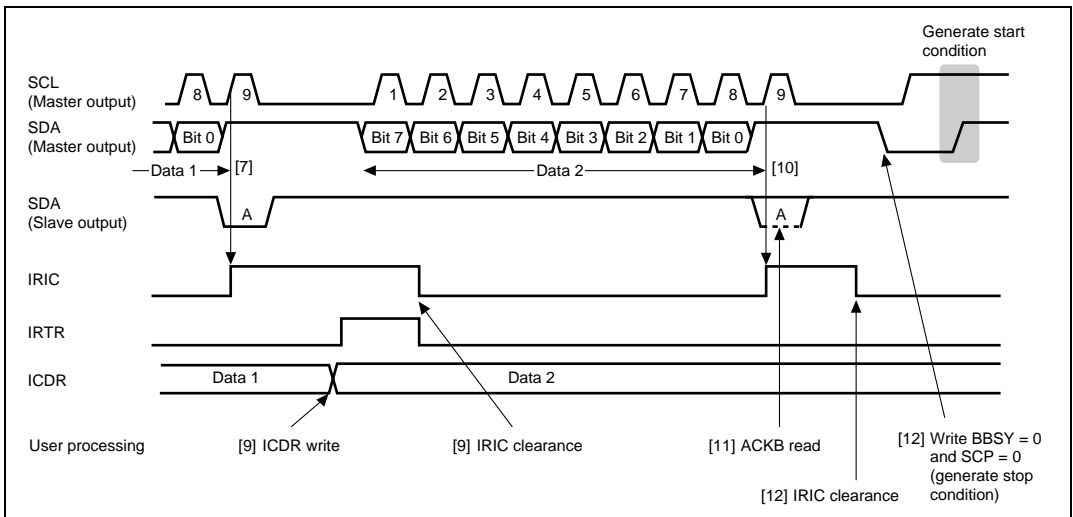 Generate start
condition
SCL
(Master output)
8 9 1 2 3 4 5 6 7 8 9
SDA
(Master output)
Bit 0 Bit 7 Bit 6 Bit 5 Bit 4 Bit 3 Bit 2 Bit 1 Bit 0
Data 1 [7] Data 2 [10]
SDA
(Slave output)
A A
IRIC
IRTR
ICDR
Data 1 Data 2
User processing
[9] ICDR write
[9] IRIC clearance
[11] ACKB read
[12] IRIC clearance
[12] Write BBSY = 0
and SCP = 0
(generate stop
condition)